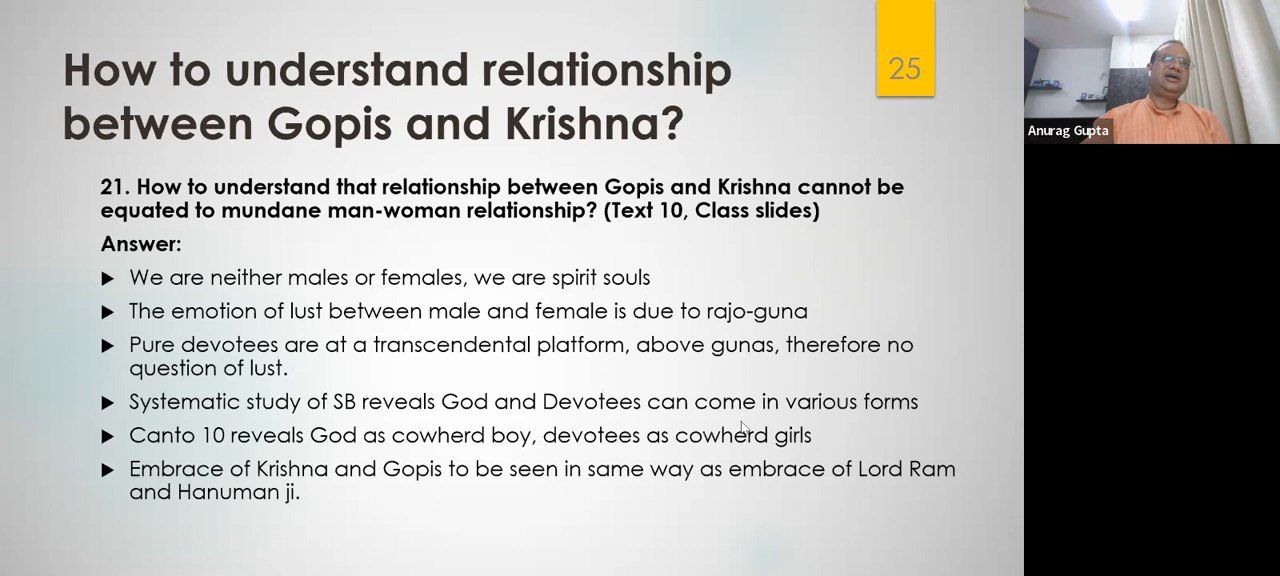 How to understand relationship
between Gopis and Krishna?
25
21. How to understand that relationship between Gopis and Krishna cannot be
equated to mundane man-woman relationship? (Text 10, Class slides)
Answer:
We are neither males or females, we are spirit souls
The emotion of lust between male and female is due to rajo-guna
Pure devotees are at a transcendental platform, above gunas, therefore no
question of lust.
Systematic study of SB reveals God and Devotees can come in various forms
Canto 10 reveals God as cowherd boy, devotees as cowherd girls
Embrace of Krishna and Gopis to be seen in same way as embrace of Lord Ram
and Hanuman ji.
Anurag Gupta